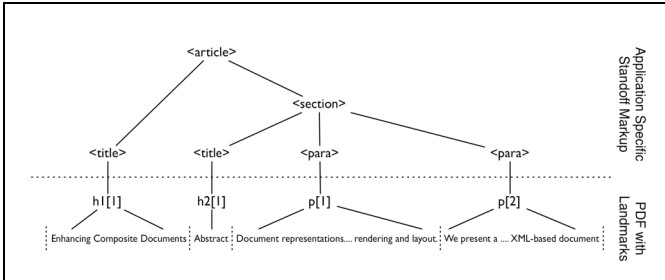 <article>
<section>
<title> <title> <para> <para>
Application Specific
Standoff Markup
h1[1] h2[1] p[1] p[2]
Enhancing Composite Documents Abstract Document representations.... rendering and layout. We present a .... XML-based document
PDF with
Landmarks